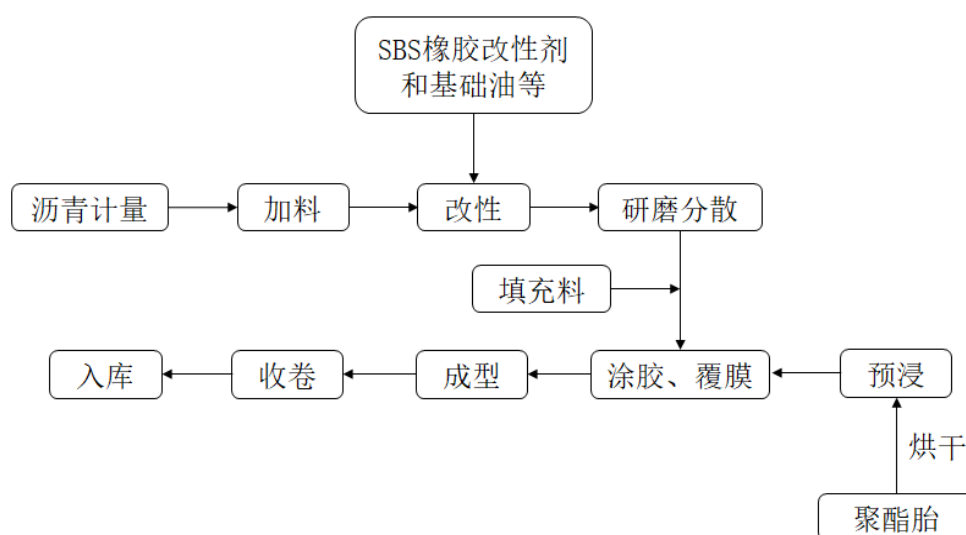 SBS橡胶改性剂
和基础油等
沥青计量
加料
改性
研磨分散
填充料
入库
收卷
成型
涂胶、覆膜
预浸
烘干
聚酯胎